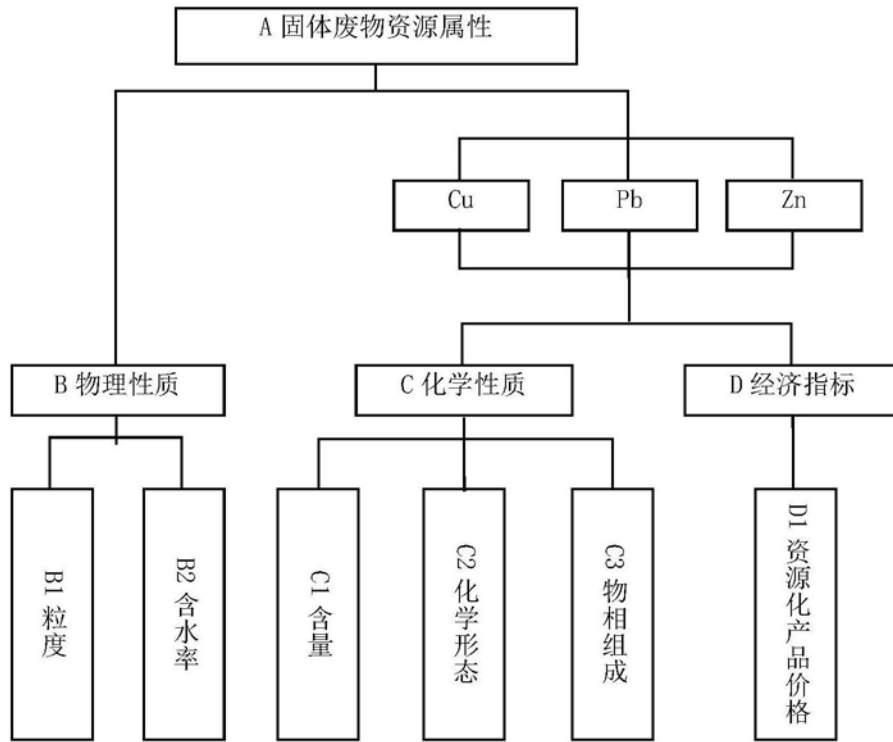 A 固体废物资源属性
Cu
Pb
Zn
B 物理性质
C 化学性质
D 经济指标
B1 粒度
B2 含水率
C1 含量
C2 化学形态
C3 物相组成
D1 资源化产品价格